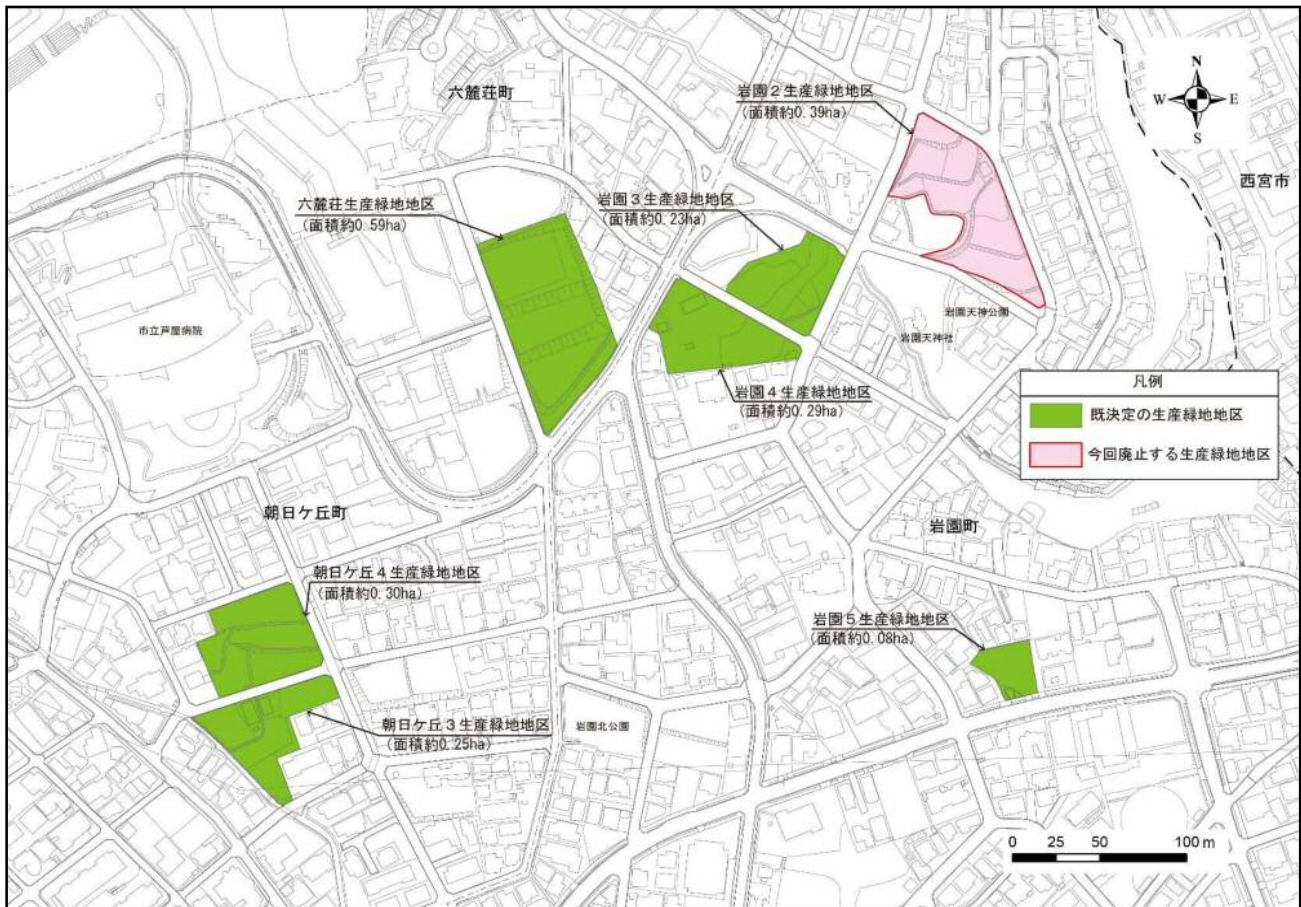 六麓荘町
岩園２生産緑地地区
(面積約0.39ha)
N
W
E
S
西宮市
六麓荘生産緑地地区
(面積約0.59ha)
岩園３生産緑地地区
(面積約0.23ha)
市立芦屋病院
岩園天神公園
岩園天神社
岩園４生産緑地地区
(面積約0.29ha)
凡例
既決定の生産緑地地区
今回廃止する生産緑地地区
朝日ケ丘町
岩園町
朝日ケ丘４生産緑地地区
(面積約0.30ha)
岩園５生産緑地地区
(面積約0.08ha)
朝日ケ丘３生産緑地地区
(面積約0.25ha)
岩園北公園
0 25 50 100 m